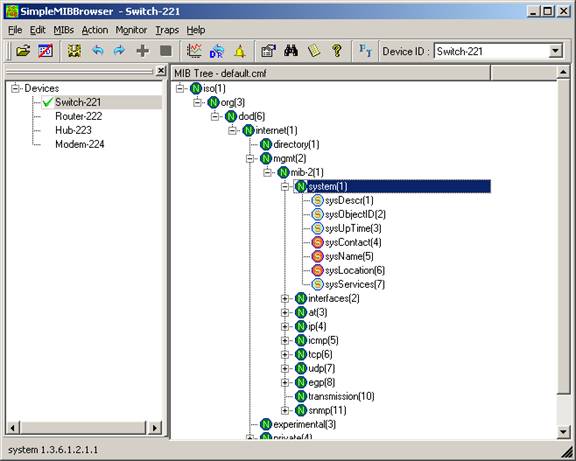 SimpleMIBBrowser - Switch-221
File Edit MIBs Action Monitor Traps Help
Device ID : Switch-221
Devices
Switch-221
Router-222
Hub-223
Modem-224
MIB Tree - default.cmf
N iso(1)
N org(3)
N dod(6)
N internet(1)
N directory(1)
N mgmt(2)
N mib-2(1)
N system(1)
S sysDescr(1)
S sysObjectID(2)
S sysUpTime(3)
S sysContact(4)
S sysName(5)
S sysLocation(6)
S sysServices(7)
N interfaces(2)
N at(3)
N ip(4)
N icmp(5)
N tcp(6)
N udp(7)
N egp(8)
N transmission(10)
N snmp(11)
N experimental(3)
N private(4)
system 1.3.6.1.2.1.1